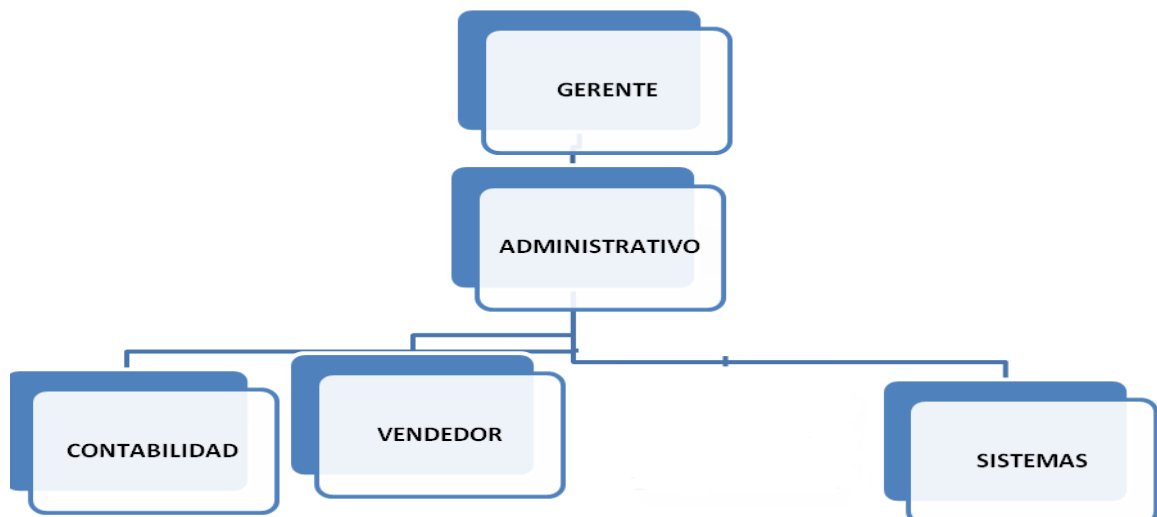 GERENTE
ADMINISTRATIVO
CONTABILIDAD
VENDEDOR
SISTEMAS